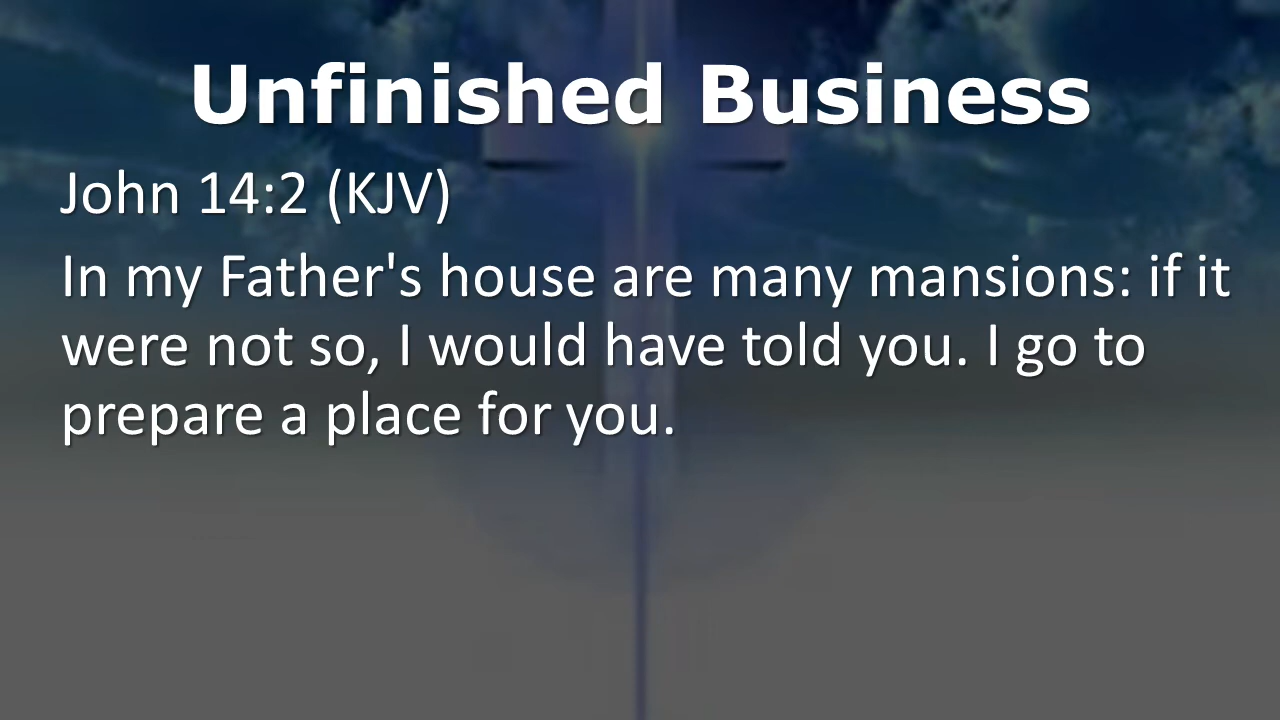 Unfinished Business
John 14:2 (KJV)
In my Father's house are many mansions: if it
were not so, I would have told you. I go to
prepare a place for you.